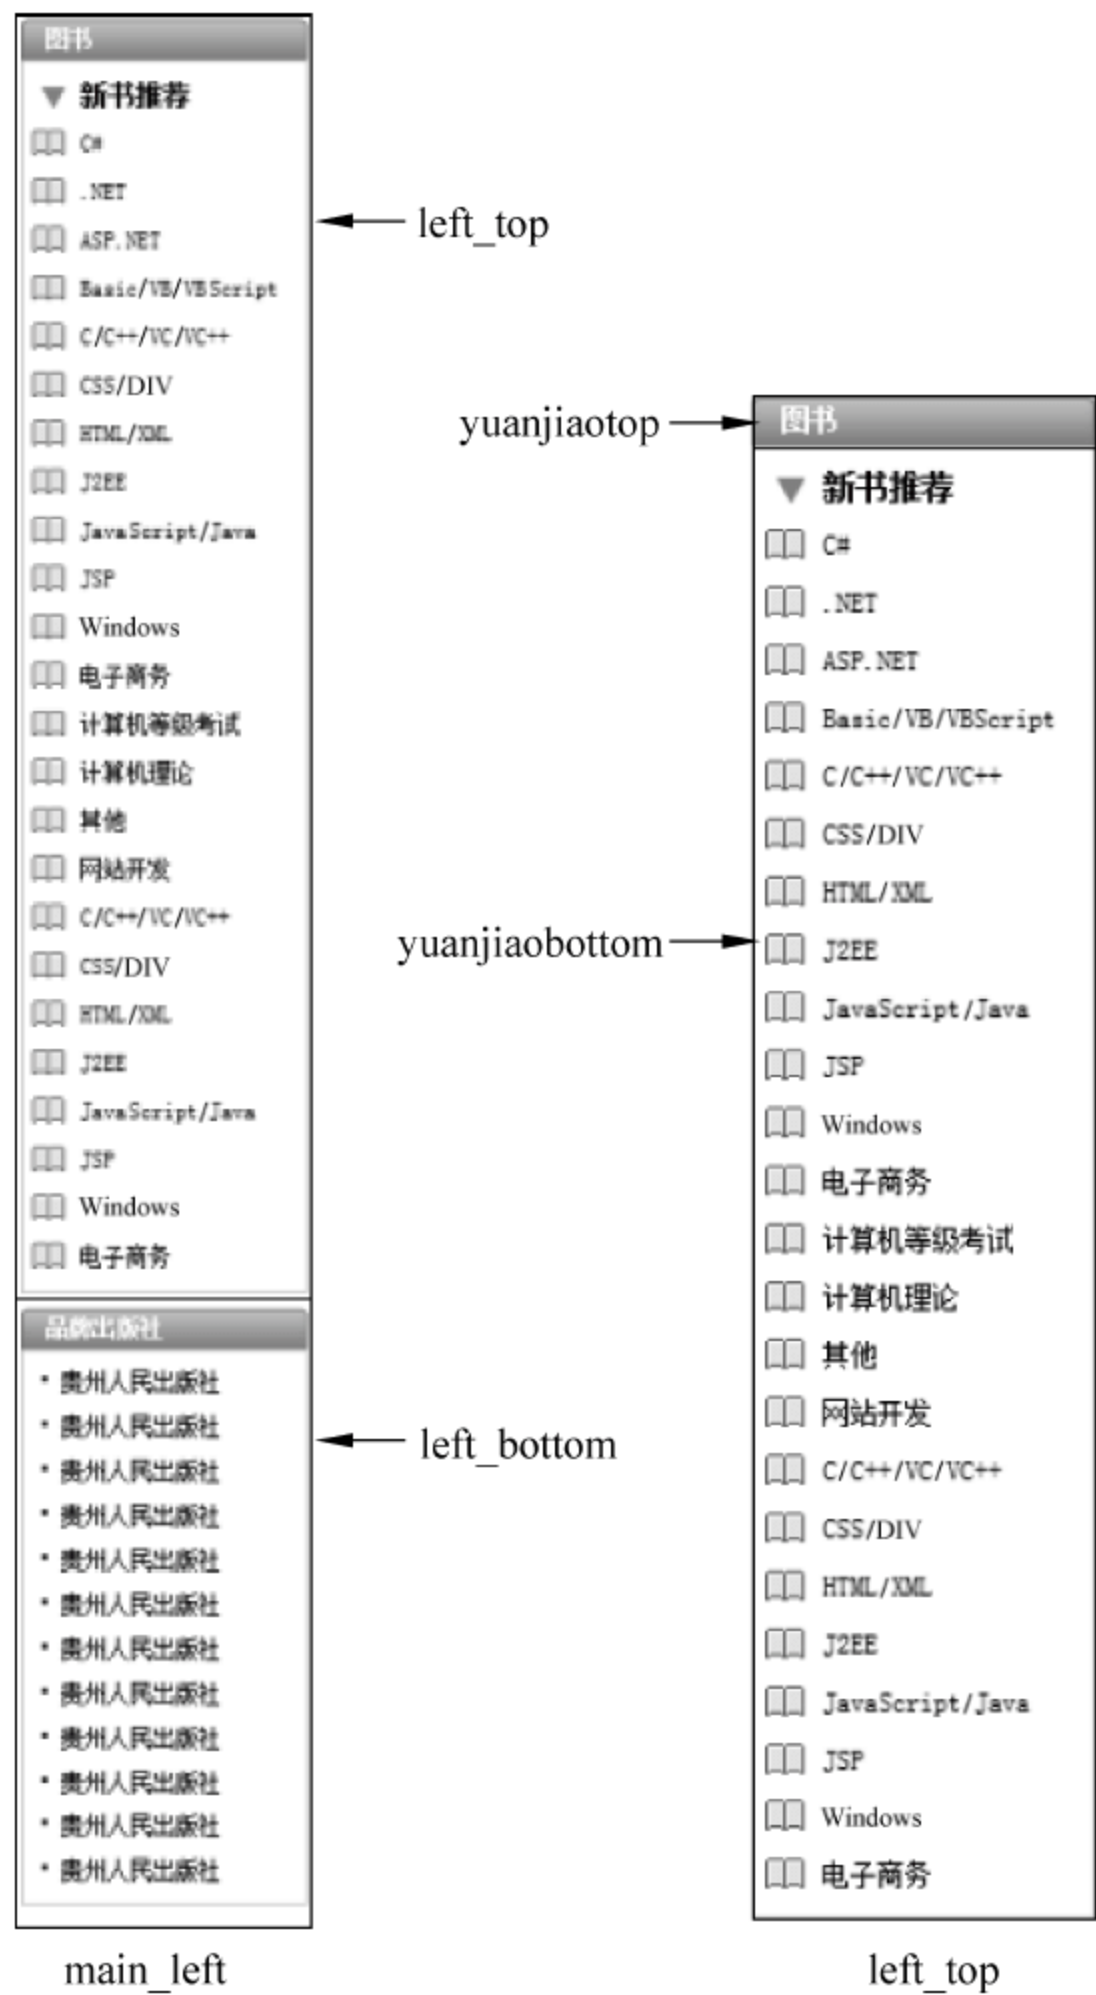 图书
新书推荐
C#
.NET
ASP.NET
Basic/VB/VBScript
C/C++/VC/VC++
CSS/DIV
HTML/XML
J2EE
JavaScript/Java
JSP
Windows
电子商务
计算机等级考试
计算机理论
其他
网站开发
C/C++/VC/VC++
CSS/DIV
HTML/XML
J2EE
JavaScript/Java
JSP
Windows
电子商务
品牌出版社
· 贵州人民出版社
· 贵州人民出版社
· 贵州人民出版社
· 贵州人民出版社
· 贵州人民出版社
· 贵州人民出版社
· 贵州人民出版社
· 贵州人民出版社
· 贵州人民出版社
· 贵州人民出版社
· 贵州人民出版社
· 贵州人民出版社
main_left
left_top
left_bottom
yuanjiaotop
yuanjiaobottom
图书
新书推荐
C#
.NET
ASP.NET
Basic/VB/VBScript
C/C++/VC/VC++
CSS/DIV
HTML/XML
J2EE
JavaScript/Java
JSP
Windows
电子商务
计算机等级考试
计算机理论
其他
网站开发
C/C++/VC/VC++
CSS/DIV
HTML/XML
J2EE
JavaScript/Java
JSP
Windows
电子商务
left_top